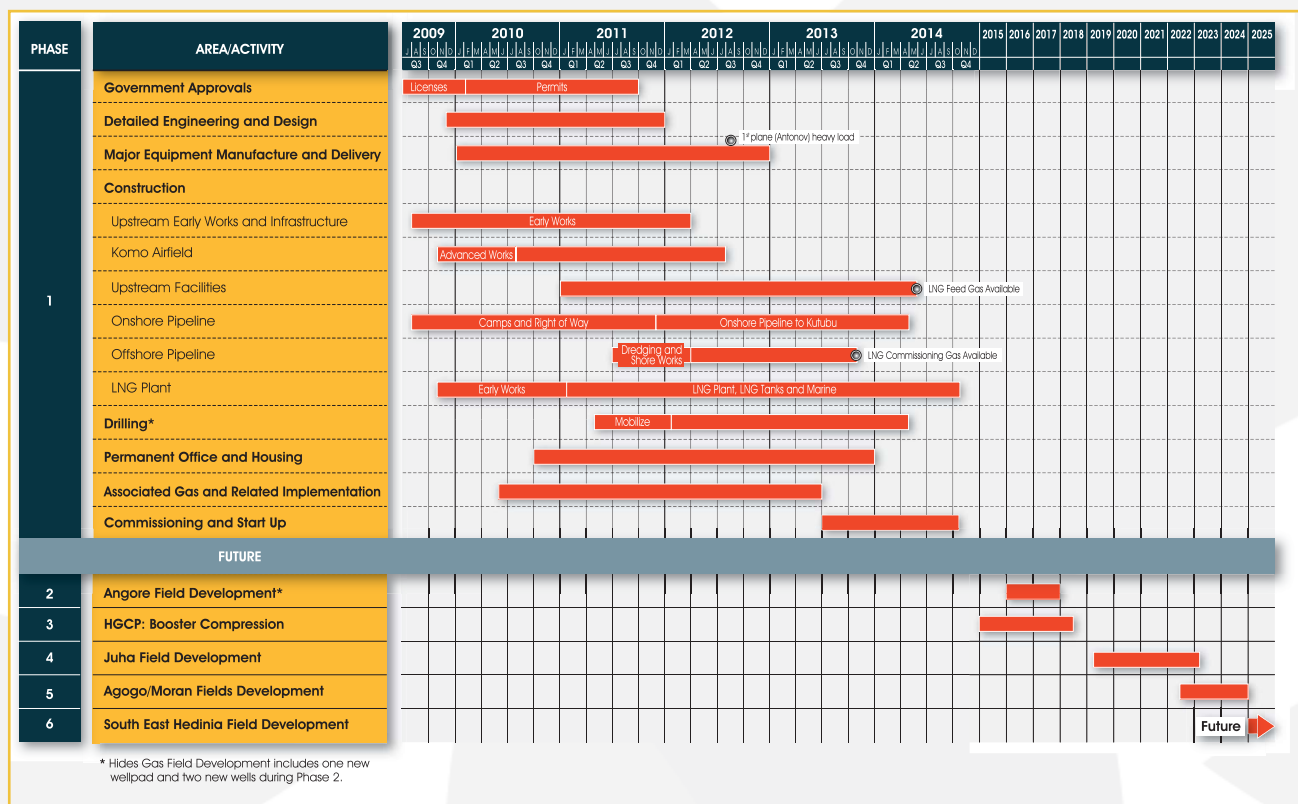 PHASE
AREA/ACTIVITY
2009 2010 2011 2012 2013 2014 2015 2016 2017 2018 2019 2020 2021 2022 2023 2024 2025
J A S O N D J F M A M J J A S O N D J F M A M J J A S O N D J F M A M J J A S O N D J F M A M J J A S O N D J F M A M J J A S O N D
Q3 Q4 Q1 Q2 Q3 Q4 Q1 Q2 Q3 Q4 Q1 Q2 Q3 Q4 Q1 Q2 Q3 Q4 Q1 Q2 Q3 Q4
1
Government Approvals
Licenses
Permits
Detailed Engineering and Design
1st plane (Antonov) heavy load
Major Equipment Manufacture and Delivery
Construction
Upstream Early Works and Infrastructure
Early Works
Komo Airfield
Advanced Works
Upstream Facilities
LNG Feed Gas Available
Onshore Pipeline
Camps and Right of Way
Onshore Pipeline to Kutubu
Offshore Pipeline
Dredging and
Shore Works
LNG Commissioning Gas Available
LNG Plant
Early Works
LNG Plant, LNG Tanks and Marine
Drilling*
Mobilize
Permanent Office and Housing
Associated Gas and Related Implementation
Commissioning and Start Up
FUTURE
2
Angore Field Development*
3
HGCP: Booster Compression
4
Juha Field Development
5
Agogo/Moran Fields Development
6
South East Hedinia Field Development
Future
* Hides Gas Field Development includes one new
wellpad and two new wells during Phase 2.